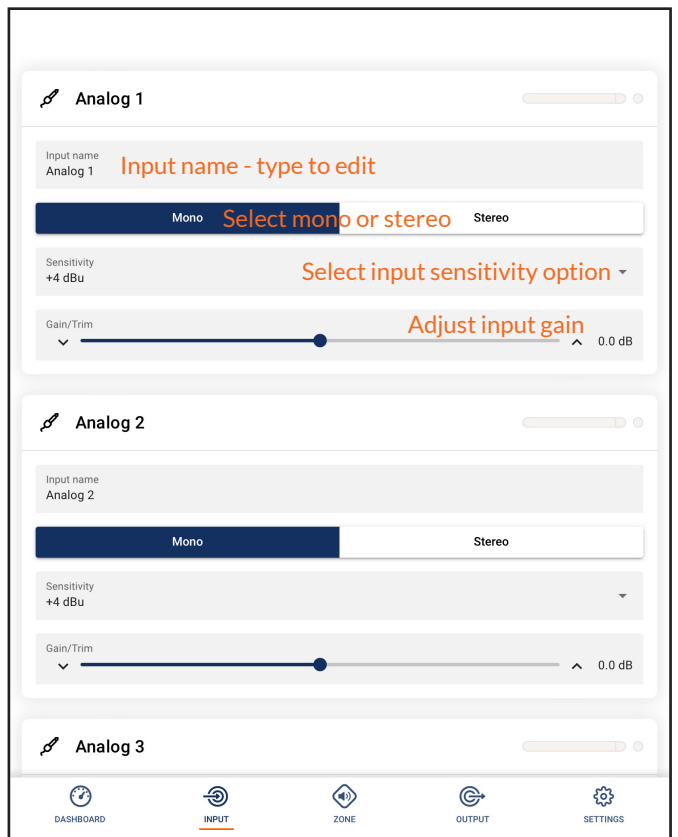 Analog 1
Input name
Analog 1
Input name - type to edit
Mono
Select mono or stereo
Stereo
Sensitivity
+4 dBu
Select input sensitivity option
Gain/Trim
Adjust input gain
0.0 dB
Analog 2
Input name
Analog 2
Mono
Stereo
Sensitivity
+4 dBu
Gain/Trim
0.0 dB
Analog 3
DASHBOARD
INPUT
ZONE
OUTPUT
SETTINGS